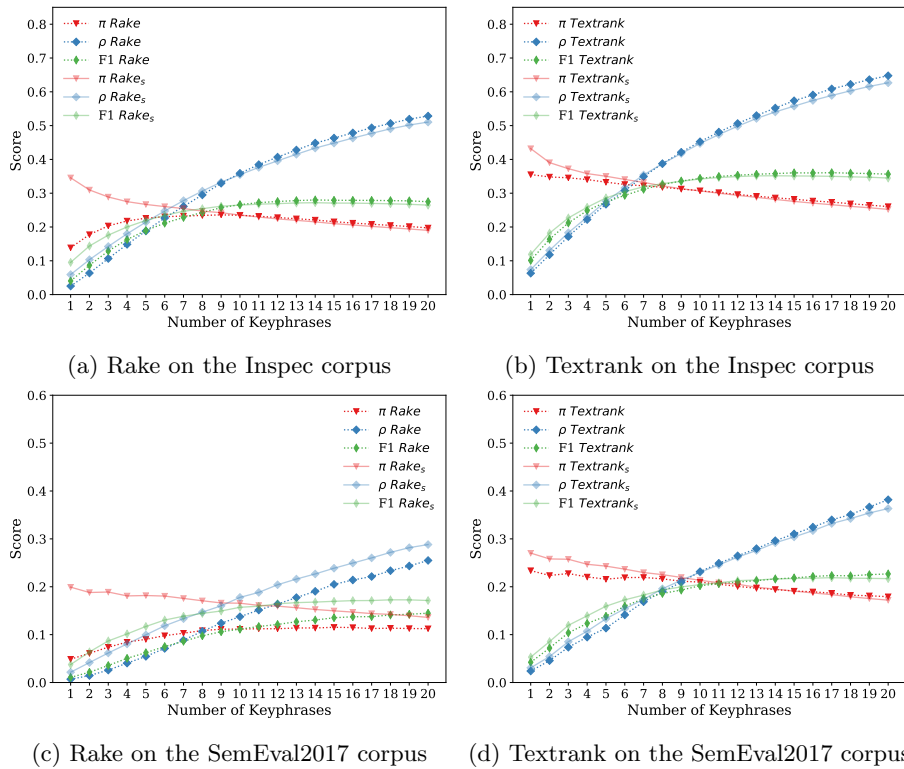 0.8
0.7
0.6
0.5
0.4
0.3
0.2
0.1
0.0
Score
π Rake
ρ Rake
F1 Rake
π Rakeₛ
ρ Rakeₛ
F1 Rakeₛ
1 2 3 4 5 6 7 8 9 10 11 12 13 14 15 16 17 18 19 20
Number of Keyphrases
(a) Rake on the Inspec corpus
0.8
0.7
0.6
0.5
0.4
0.3
0.2
0.1
0.0
Score
π Textrank
ρ Textrank
F1 Textrank
π Textrankₛ
ρ Textrankₛ
F1 Textrankₛ
1 2 3 4 5 6 7 8 9 10 11 12 13 14 15 16 17 18 19 20
Number of Keyphrases
(b) Textrank on the Inspec corpus
0.6
0.5
0.4
0.3
0.2
0.1
0.0
Score
π Rake
ρ Rake
F1 Rake
π Rakeₛ
ρ Rakeₛ
F1 Rakeₛ
1 2 3 4 5 6 7 8 9 10 11 12 13 14 15 16 17 18 19 20
Number of Keyphrases
(c) Rake on the SemEval2017 corpus
0.6
0.5
0.4
0.3
0.2
0.1
0.0
Score
π Textrank
ρ Textrank
F1 Textrank
π Textrankₛ
ρ Textrankₛ
F1 Textrankₛ
1 2 3 4 5 6 7 8 9 10 11 12 13 14 15 16 17 18 19 20
Number of Keyphrases
(d) Textrank on the SemEval2017 corpus